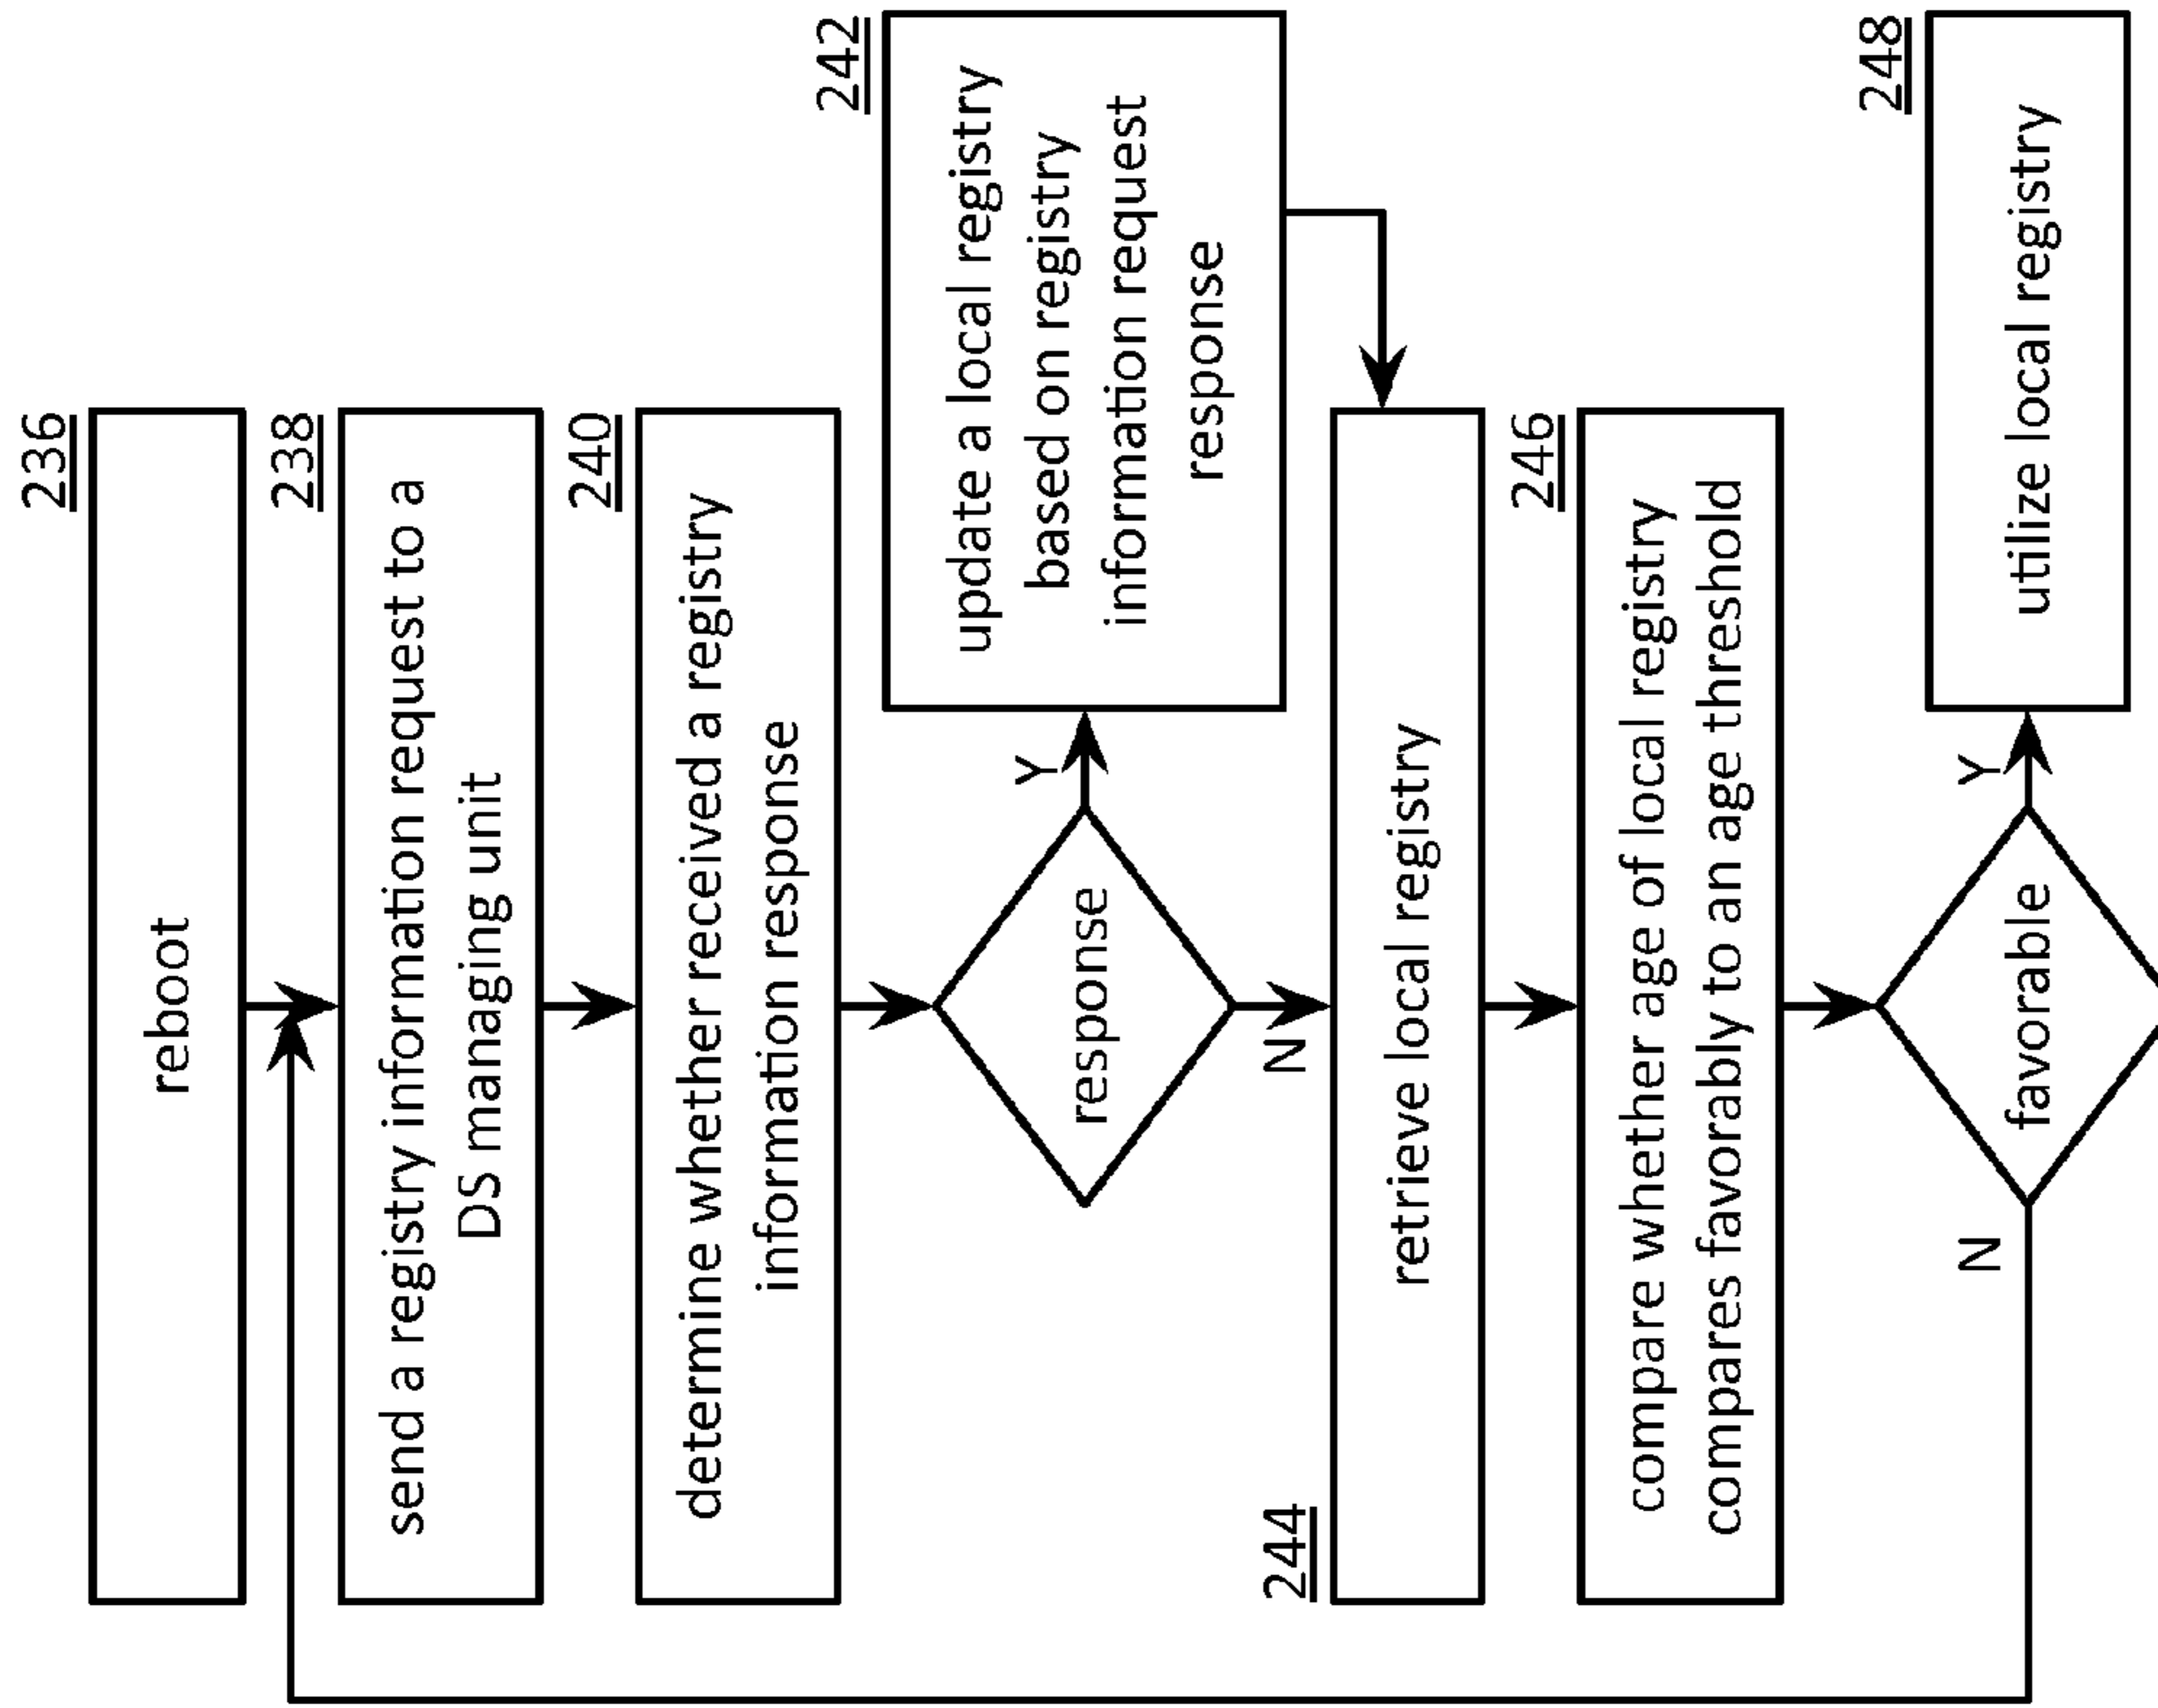 236
reboot
238
send a registry information request to a
DS managing unit
240
determine whether received a registry
information response
response
Y
N
242
update a local registry
based on registry
information request
response
244
retrieve local registry
246
compare whether age of local registry
compares favorably to an age threshold
favorable
N
Y
248
utilize local registry